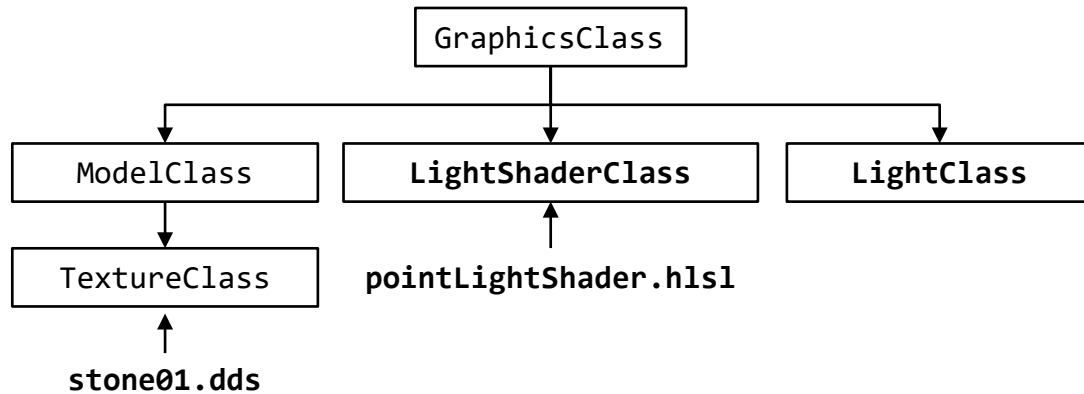 GraphicsClass
ModelClass
LightShaderClass
LightClass
TextureClass
pointLightShader.hlsl
stone01.dds